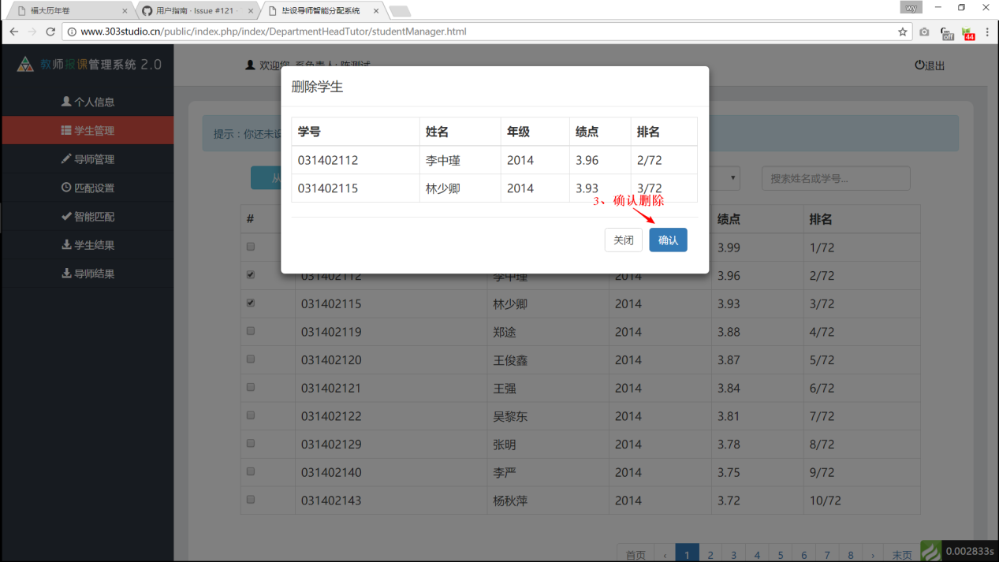 福大历年卷
用户指南 · Issue #121 ·
毕设导师智能分配系统
wy
www.303studio.cn/public/index.php/index/DepartmentHeadTutor/studentManager.html
off
44
教师报课管理系统 2.0
欢迎您, 系负责人: 陈测试
退出
个人信息
学生管理
导师管理
匹配设置
智能匹配
学生结果
导师结果
提示：你还未设
从
搜索姓名或学号...
删除学生
学号 姓名 年级 绩点 排名
031402112 李中瑾 2014 3.96 2/72
031402115 林少卿 2014 3.93 3/72
3、确认删除
关闭 确认
# 绩点 排名
3.99 1/72
031402112 李中瑾 2014 3.96 2/72
031402115 林少卿 2014 3.93 3/72
031402119 郑途 2014 3.88 4/72
031402120 王俊鑫 2014 3.87 5/72
031402121 王强 2014 3.84 6/72
031402122 吴黎东 2014 3.81 7/72
031402129 张明 2014 3.78 8/72
031402140 李严 2014 3.75 9/72
031402143 杨秋萍 2014 3.72 10/72
首页 ‹ 1 2 3 4 5 6 7 8 › 末页
0.002833s